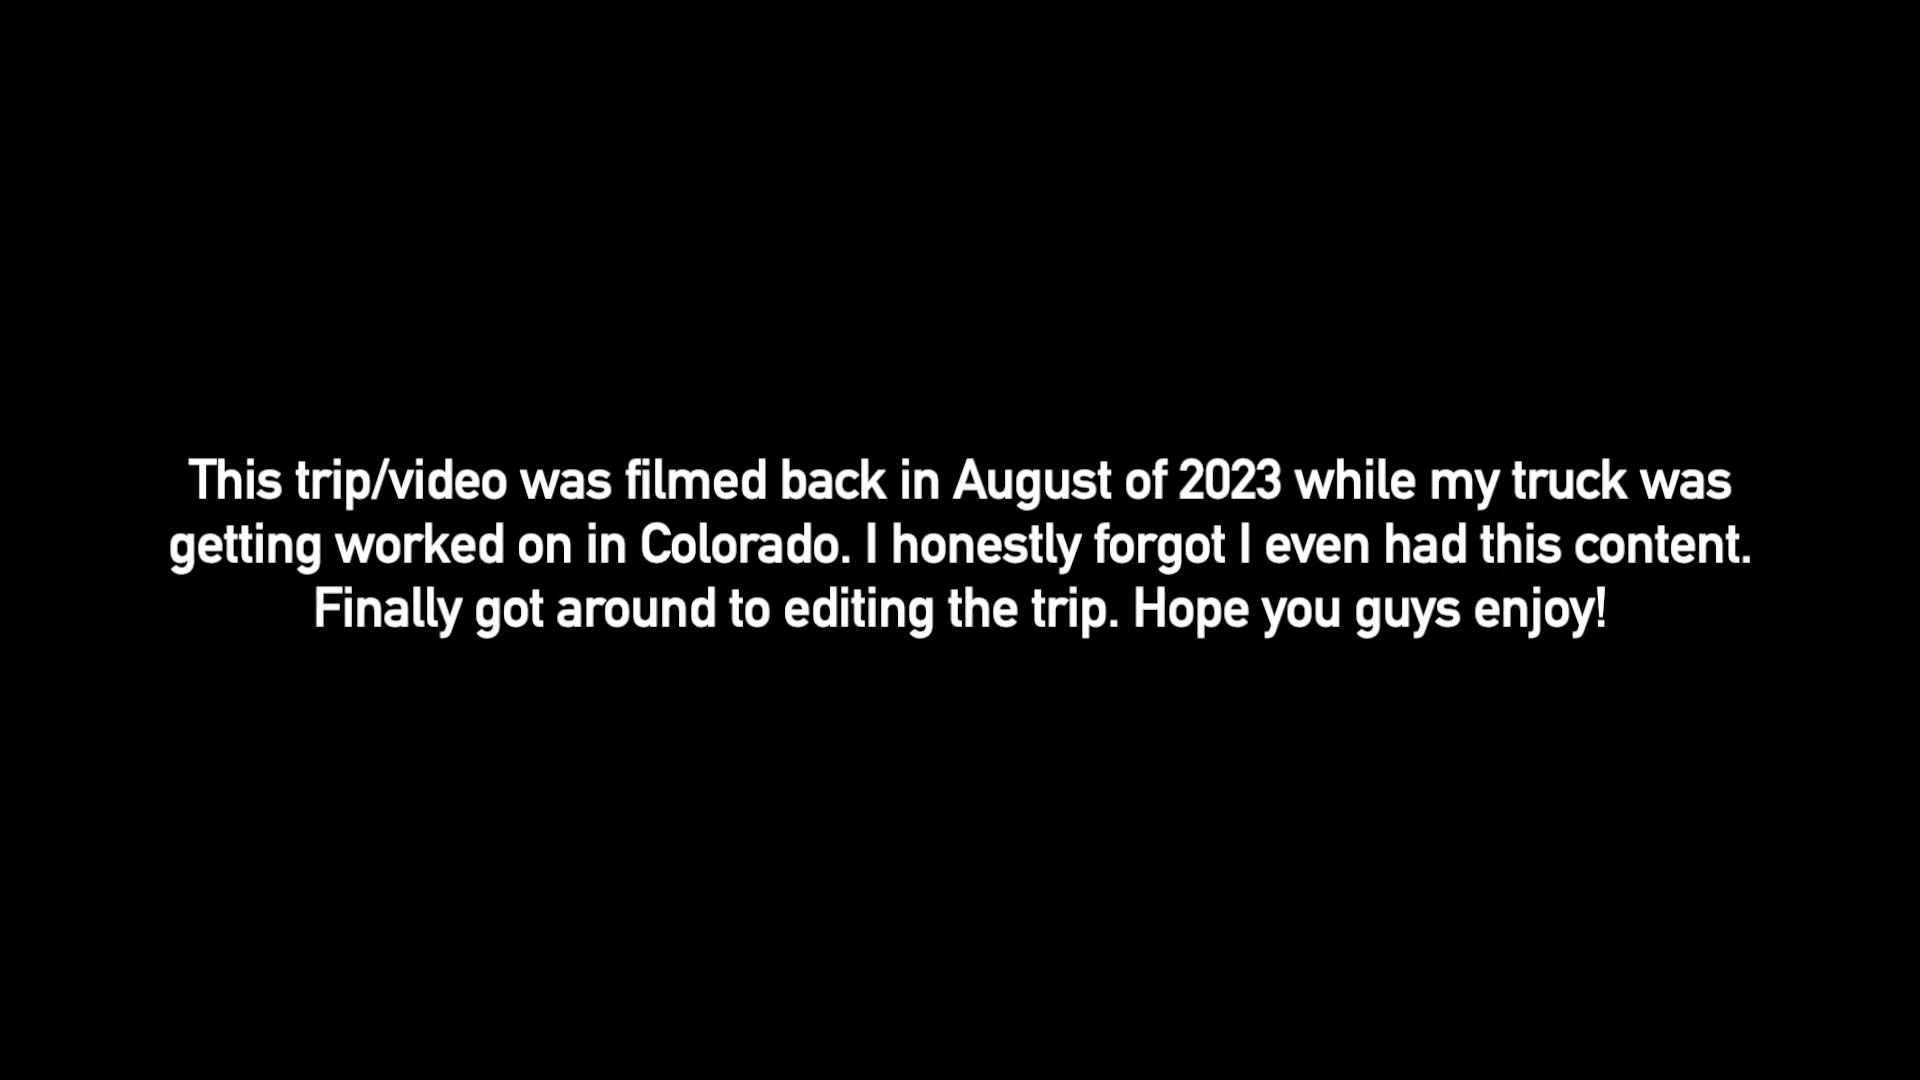 This trip/video was filmed back in August of 2023 while my truck was
getting worked on in Colorado. I honestly forgot I even had this content.
Finally got around to editing the trip. Hope you guys enjoy!